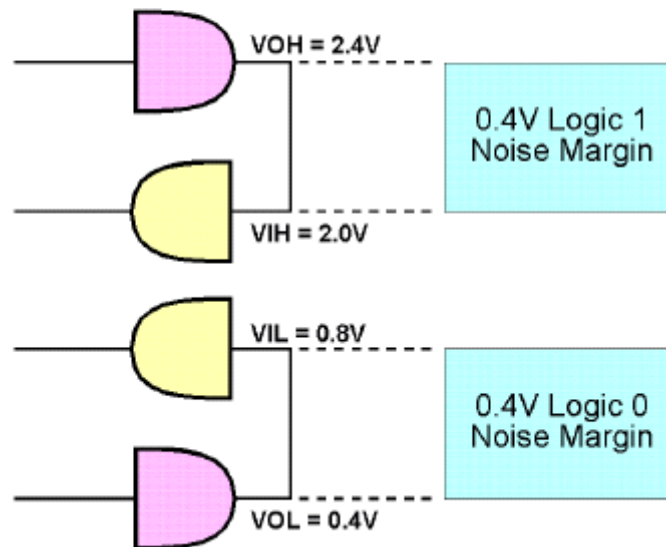 VOH = 2.4V
0.4V Logic 1
Noise Margin
VIH = 2.0V
VIL = 0.8V
0.4V Logic 0
Noise Margin
VOL = 0.4V